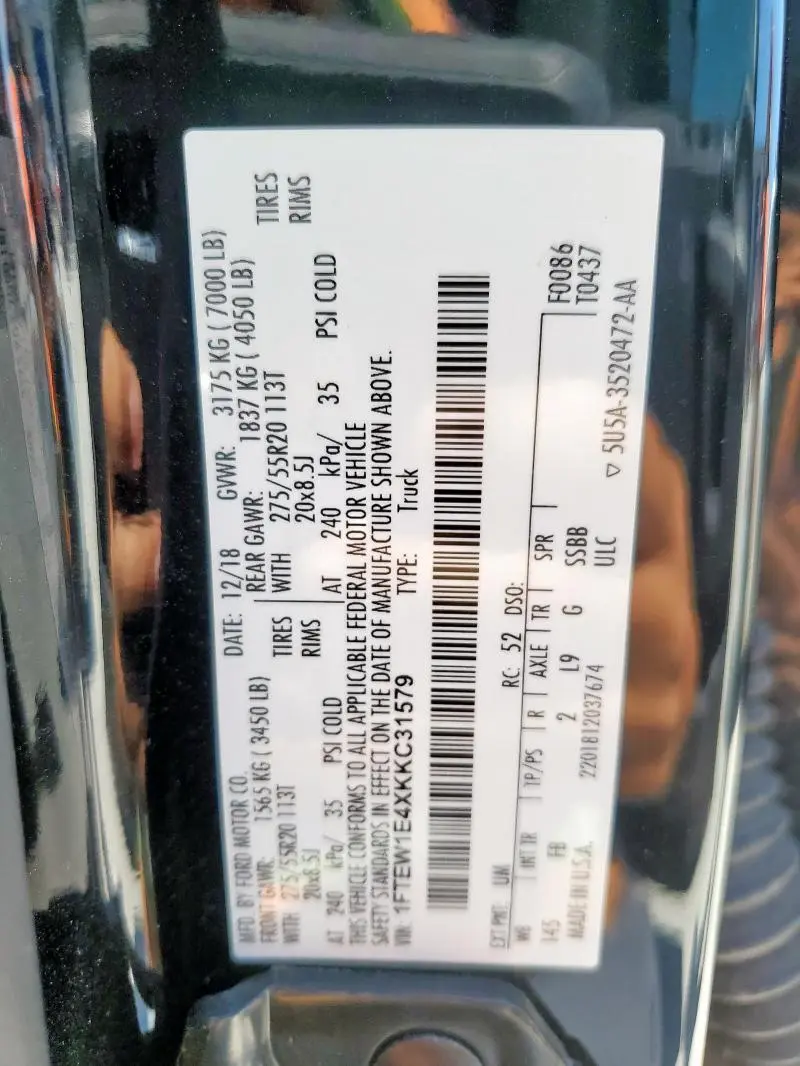 MFD. BY FORD MOTOR CO.
DATE: 12/18 GVWR: 3175 KG ( 7000 LB)
FRONT GAWR: 1565 KG ( 3450 LB) REAR GAWR: 1837 KG ( 4050 LB)
WITH 275/55R20 113T TIRES WITH 275/55R20 113T TIRES
20x8.5J RIMS 20x8.5J RIMS
AT 240 kPa/ 35 PSI COLD AT 240 kPa/ 35 PSI COLD
THIS VEHICLE CONFORMS TO ALL APPLICABLE FEDERAL MOTOR VEHICLE
SAFETY STANDARDS IN EFFECT ON THE DATE OF MANUFACTURE SHOWN ABOVE.
VIN: 1FTEW1E4XKKC31579 TYPE: Truck
EXT PNT: UM RC: 52 DSO:
WB INT TR TP/PS R AXLE TR SPR F0086
145 FB 2 L9 G SSBB T0437
MADE IN U.S.A. 2201812037674 ULC
5U5A-3520472-AA